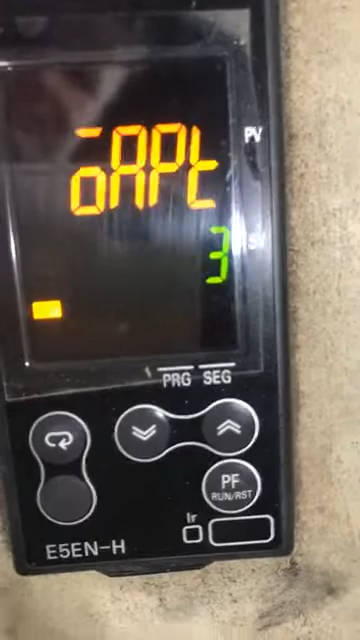 PV
oAPt
SV
3
PRG SEG
PF
RUN/RST
Ir
E5EN-H